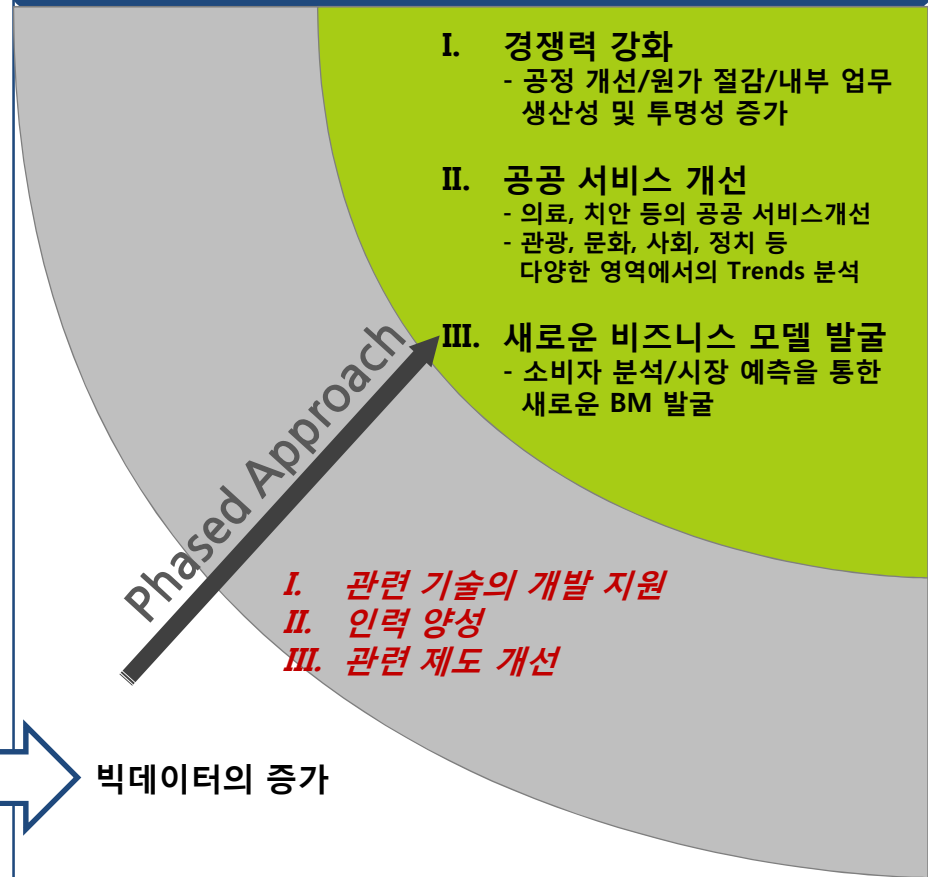 I. 경쟁력 강화
- 공정 개선/원가 절감/내부 업무
생산성 및 투명성 증가
II. 공공 서비스 개선
- 의료, 치안 등의 공공 서비스개선
- 관광, 문화, 사회, 정치 등
다양한 영역에서의 Trends 분석
III. 새로운 비즈니스 모델 발굴
- 소비자 분석/시장 예측을 통한
새로운 BM 발굴
Phased Approach
I. 관련 기술의 개발 지원
II. 인력 양성
III. 관련 제도 개선
빅데이터의 증가